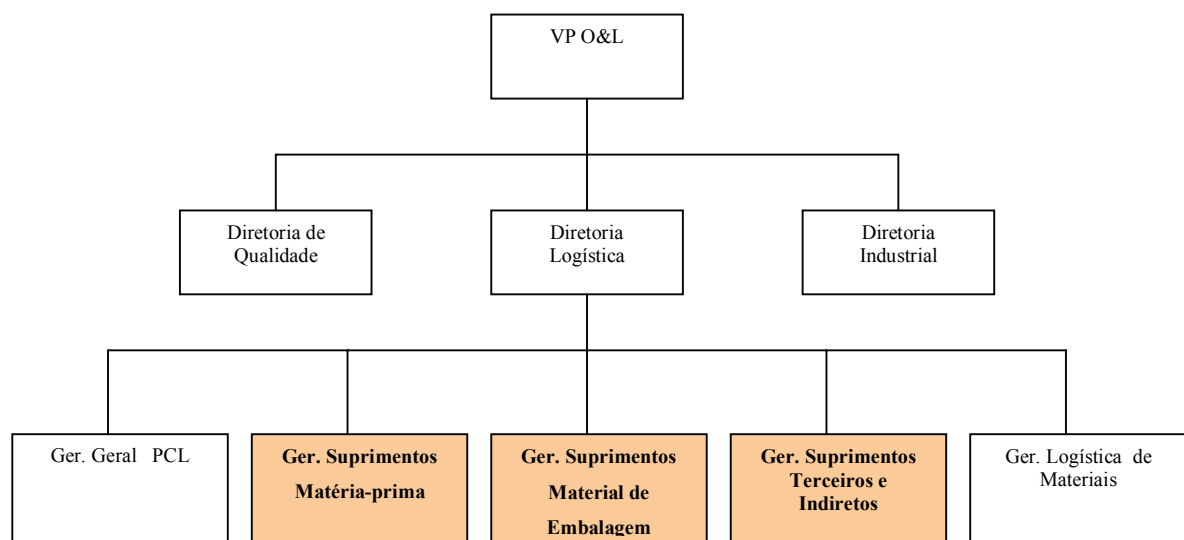 VP O&L
Diretoria de
Qualidade
Diretoria
Logística
Diretoria
Industrial
Ger. Geral PCL
Ger. Suprimentos
Matéria-prima
Ger. Suprimentos
Material de
Embalagem
Ger. Suprimentos
Terceiros e
Indiretos
Ger. Logística de
Materiais